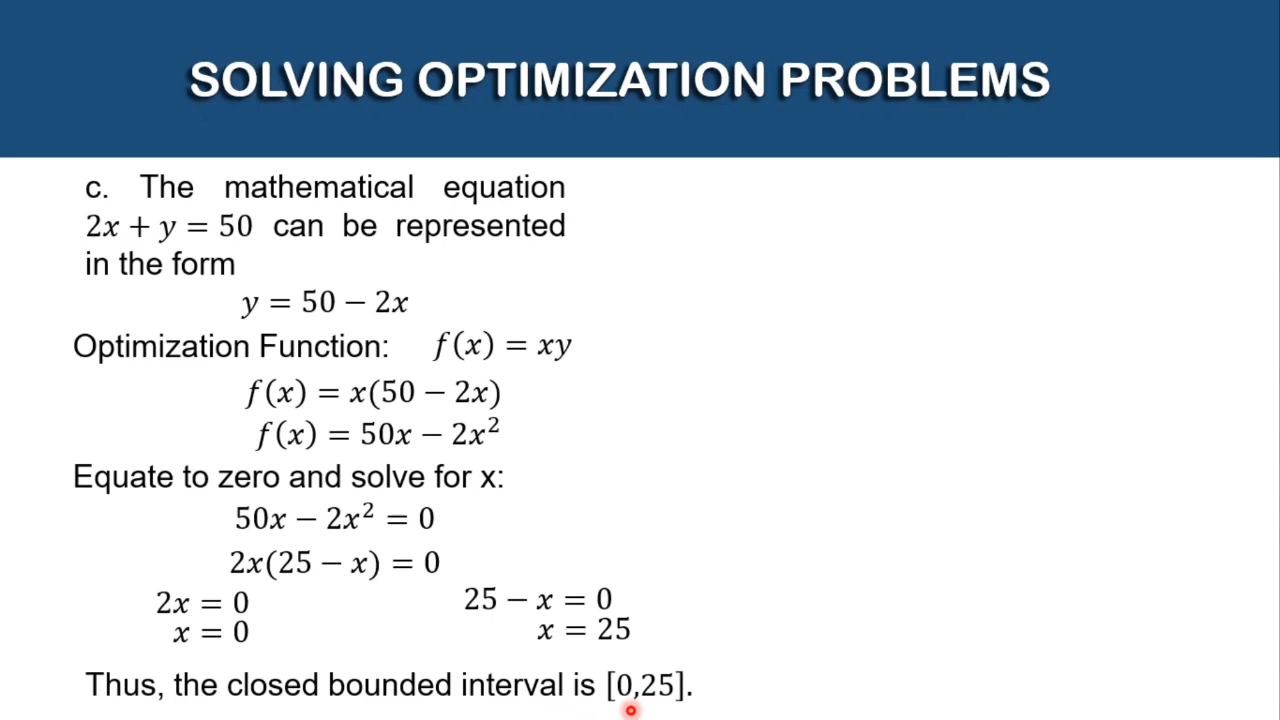 SOLVING OPTIMIZATION PROBLEMS
c. The mathematical equation
2x + y = 50 can be represented
in the form
y = 50 − 2x
Optimization Function: f(x) = xy
f(x) = x(50 − 2x)
f(x) = 50x − 2x²
Equate to zero and solve for x:
50x − 2x² = 0
2x(25 − x) = 0
2x = 0 25 − x = 0
x = 0 x = 25
Thus, the closed bounded interval is [0,25].